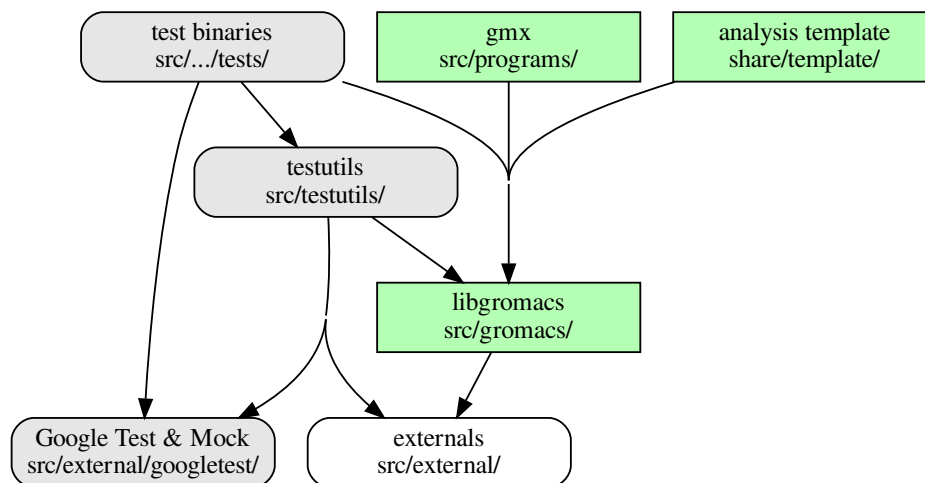 test binaries
src/.../tests/
gmx
src/programs/
analysis template
share/template/
testutils
src/testutils/
libgromacs
src/gromacs/
Google Test & Mock
src/external/googletest/
externals
src/external/